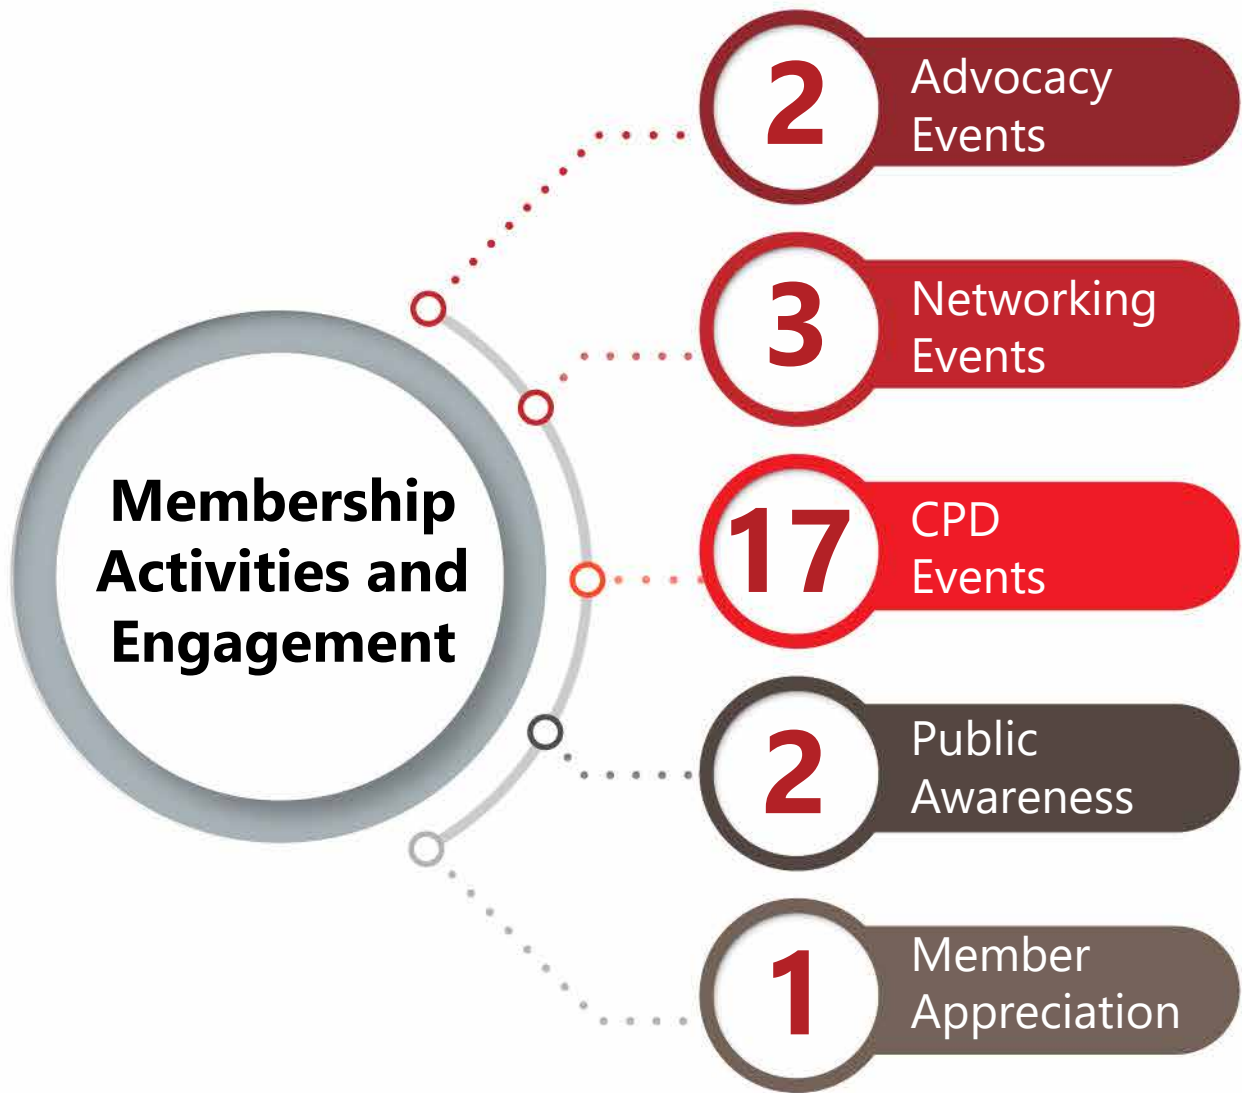 Membership
Activities and
Engagement
2
Advocacy
Events
3
Networking
Events
17
CPD
Events
2
Public
Awareness
1
Member
Appreciation